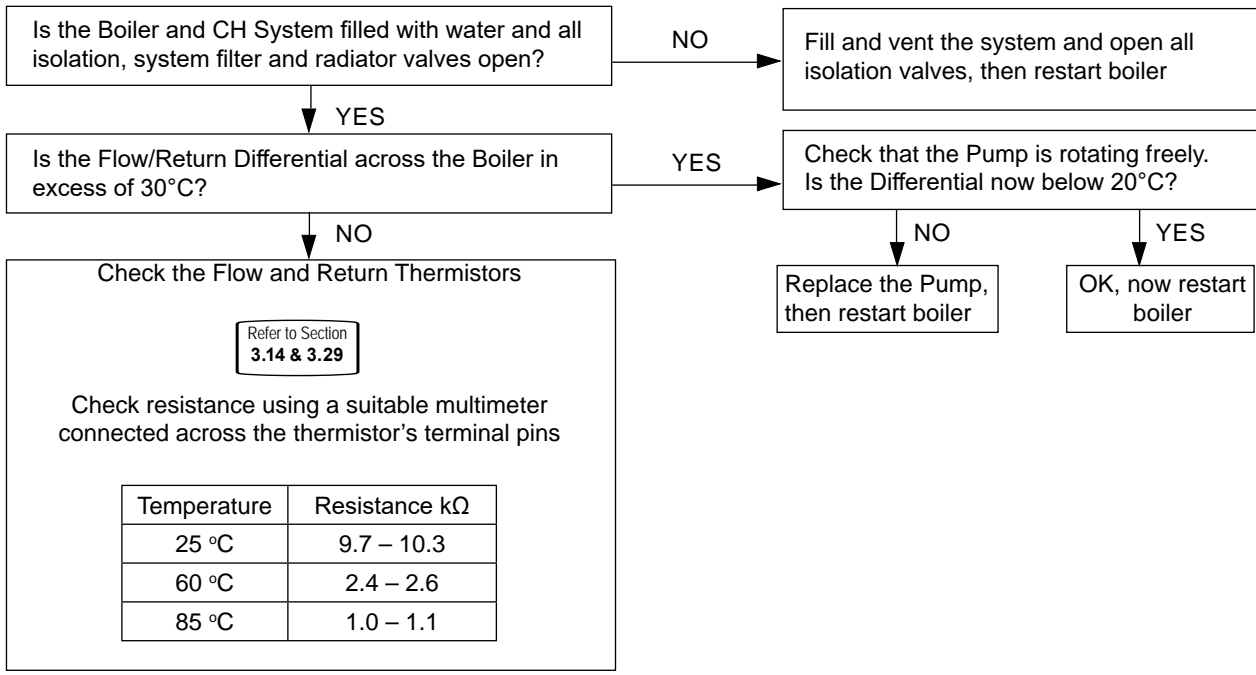 Is the Boiler and CH System filled with water and all
isolation, system filter and radiator valves open?
NO
Fill and vent the system and open all
isolation valves, then restart boiler
YES
Is the Flow/Return Differential across the Boiler in
excess of 30°C?
YES
Check that the Pump is rotating freely.
Is the Differential now below 20°C?
NO
NO
YES
Replace the Pump,
then restart boiler
OK, now restart
boiler
Check the Flow and Return Thermistors
Refer to Section
3.14 & 3.29
Check resistance using a suitable multimeter
connected across the thermistor’s terminal pins
Temperature Resistance kΩ
25 ºC 9.7 – 10.3
60 ºC 2.4 – 2.6
85 ºC 1.0 – 1.1